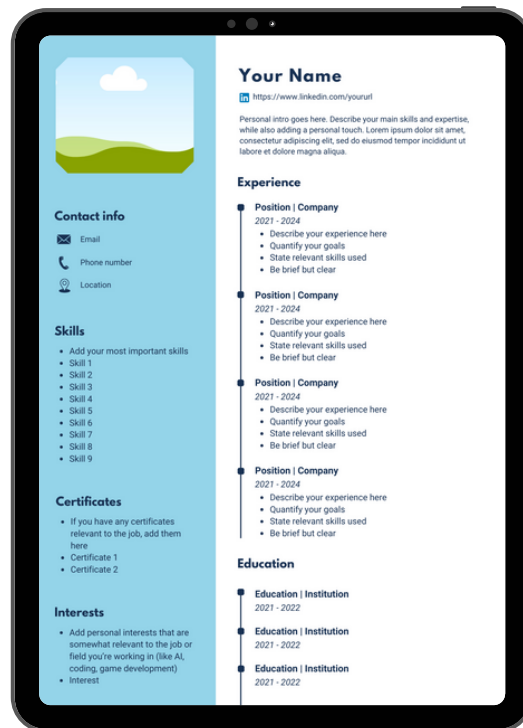 Contact info
Email
Phone number
Location
Skills
• Add your most important skills
• Skill 1
• Skill 2
• Skill 3
• Skill 4
• Skill 5
• Skill 6
• Skill 7
• Skill 8
• Skill 9
Certificates
• If you have any certificates
relevant to the job, add them
here
• Certificate 1
• Certificate 2
Interests
• Add personal interests that are
somewhat relevant to the job or
field you're working in (like AI,
coding, game development)
• Interest
Your Name
in https://www.linkedin.com/yoururl
Personal intro goes here. Describe your main skills and expertise,
while also adding a personal touch. Lorem ipsum dolor sit amet,
consectetur adipiscing elit, sed do eiusmod tempor incididunt ut
labore et dolore magna aliqua.
Experience
Position | Company
2021 - 2024
• Describe your experience here
• Quantify your goals
• State relevant skills used
• Be brief but clear
Position | Company
2021 - 2024
• Describe your experience here
• Quantify your goals
• State relevant skills used
• Be brief but clear
Position | Company
2021 - 2024
• Describe your experience here
• Quantify your goals
• State relevant skills used
• Be brief but clear
Position | Company
2021 - 2024
• Describe your experience here
• Quantify your goals
• State relevant skills used
• Be brief but clear
Education
Education | Institution
2021 - 2022
Education | Institution
2021 - 2022
Education | Institution
2021 - 2022